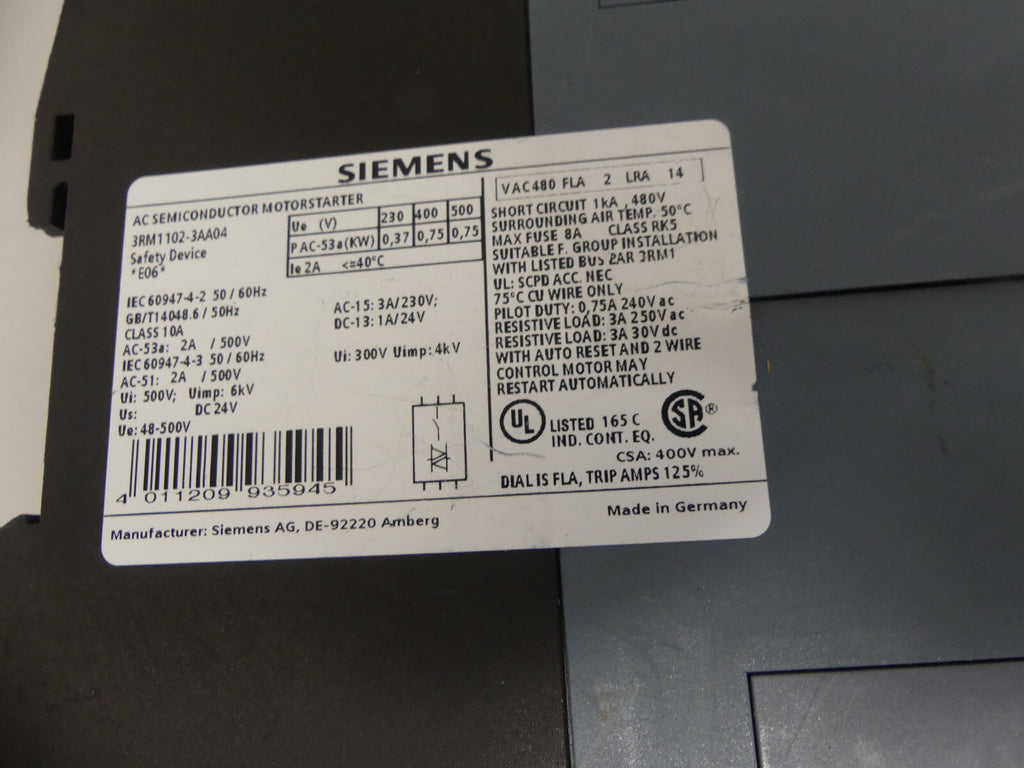 SIEMENS
AC SEMICONDUCTOR MOTORSTARTER
3RM1102-3AA04
Safety Device
*E06*
Ue (V) 230 400 500
P AC-53a(KW) 0,37 0,75 0,75
Ie 2A <=40°C
IEC 60947-4-2 50 / 60Hz
GB/T14048.6 / 50Hz
CLASS 10A
AC-53a: 2A / 500V
IEC 60947-4-3 50 / 60Hz
AC-51: 2A / 500V
Ui: 500V; Uimp: 6kV
Us: DC 24V
Ue: 48-500V
AC-15: 3A/230V;
DC-13: 1A/24V
Ui: 300V Uimp: 4kV
4 011209 935945
VAC480 FLA 2 LRA 14
SHORT CIRCUIT 1kA , 480V
SURROUNDING AIR TEMP. 50°C
MAX FUSE 8A CLASS RK5
SUITABLE F. GROUP INSTALLATION
WITH LISTED BUS BAR 3RM1
UL: SCPD ACC. NEC
75°C CU WIRE ONLY
PILOT DUTY: 0,75A 240V ac
RESISTIVE LOAD: 3A 250V ac
RESISTIVE LOAD: 3A 30V dc
WITH AUTO RESET AND 2 WIRE
CONTROL MOTOR MAY
RESTART AUTOMATICALLY
UL LISTED 165 C
IND. CONT. EQ.
SA ®
CSA: 400V max.
DIAL IS FLA, TRIP AMPS 125%
Manufacturer: Siemens AG, DE-92220 Amberg
Made in Germany